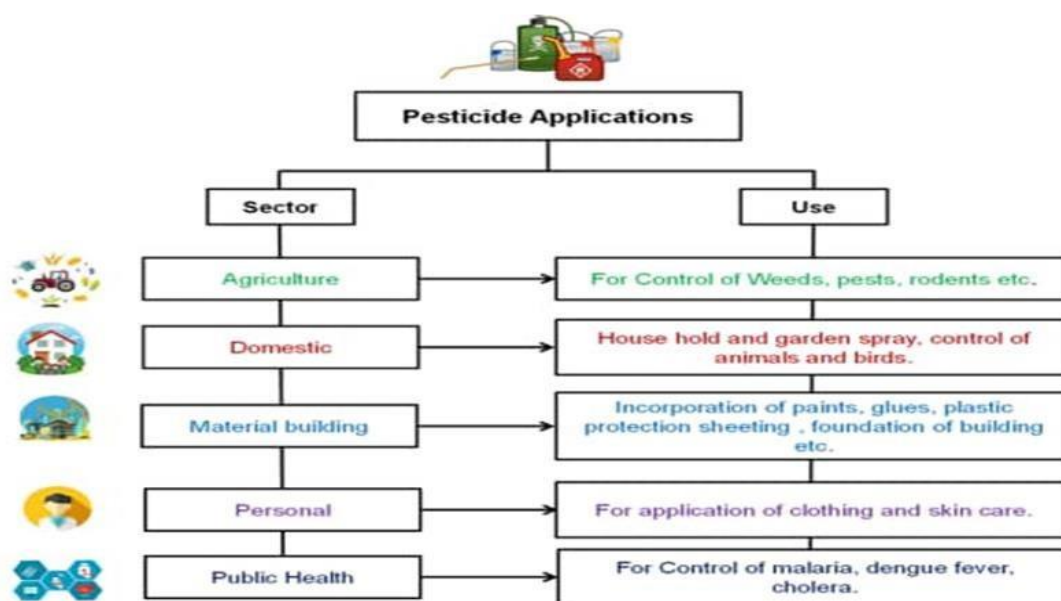 Pesticide Applications
Sector
Use
Agriculture
For Control of Weeds, pests, rodents etc.
Domestic
House hold and garden spray, control of
animals and birds.
Material building
Incorporation of paints, glues, plastic
protection sheeting , foundation of building
etc.
Personal
For application of clothing and skin care.
Public Health
For Control of malaria, dengue fever,
cholera.